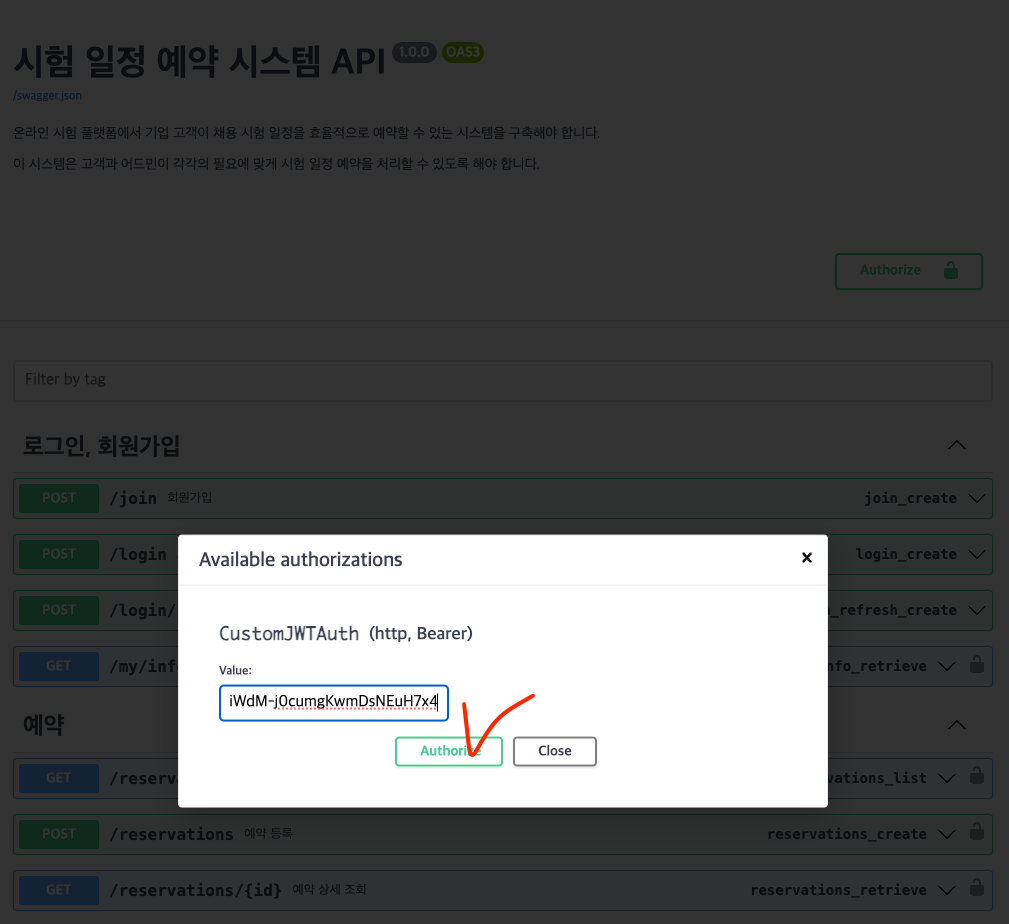 시험 일정 예약 시스템 API 1.0.0 OAS3
/swagger.json
온라인 시험 플랫폼에서 기업 고객이 채용 시험 일정을 효율적으로 예약할 수 있는 시스템을 구축해야 합니다.
이 시스템은 고객과 어드민이 각각의 필요에 맞게 시험 일정 예약을 처리할 수 있도록 해야 합니다.
Authorize
Filter by tag
로그인, 회원가입
POST /join 회원가입 join_create
POST /login login_create
POST /login/ _refresh_create
GET /my/inf nfo_retrieve
Available authorizations
CustomJWTAuth (http, Bearer)
Value:
iWdM-j0cumgKwmDsNEuH7x4
Authorize Close
예약
GET /reserv vations_list
POST /reservations 예약 등록 reservations_create
GET /reservations/{id} 예약 상세 조회 reservations_retrieve